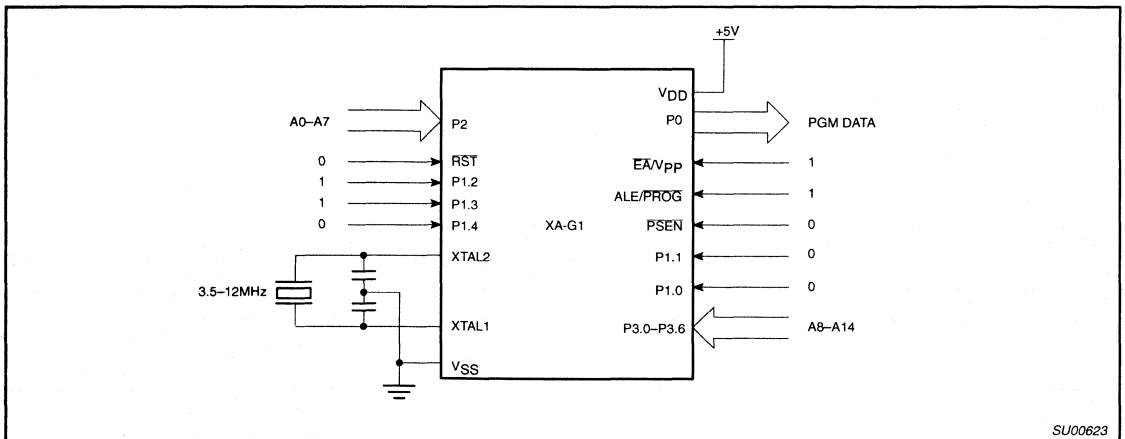 +5V
VDD
P0
PGM DATA
A0–A7
P2
0
RST
1
P1.2
1
P1.3
0
P1.4
XA-G1
EA/VPP
1
ALE/PROG
1
PSEN
0
P1.1
0
P1.0
0
XTAL2
3.5–12MHz
XTAL1
P3.0–P3.6
A8–A14
VSS
SU00623